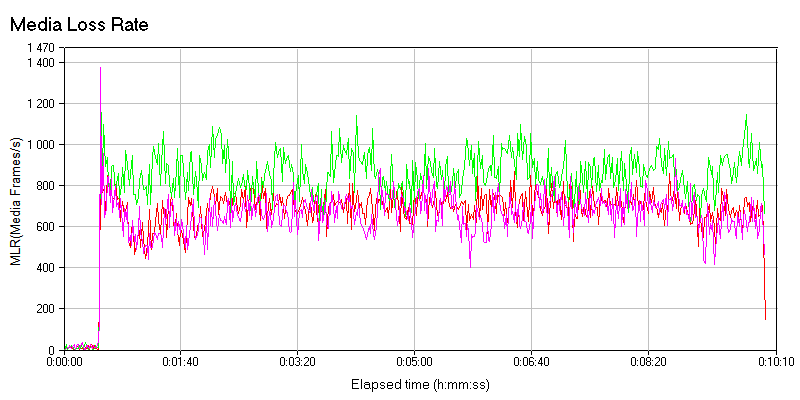 Media Loss Rate
1 470
1 400
1 200
1 000
800
600
400
200
0
MLR(Media Frames/s)
0:00:00 0:01:40 0:03:20 0:05:00 0:06:40 0:08:20 0:10:10
Elapsed time (h:mm:ss)